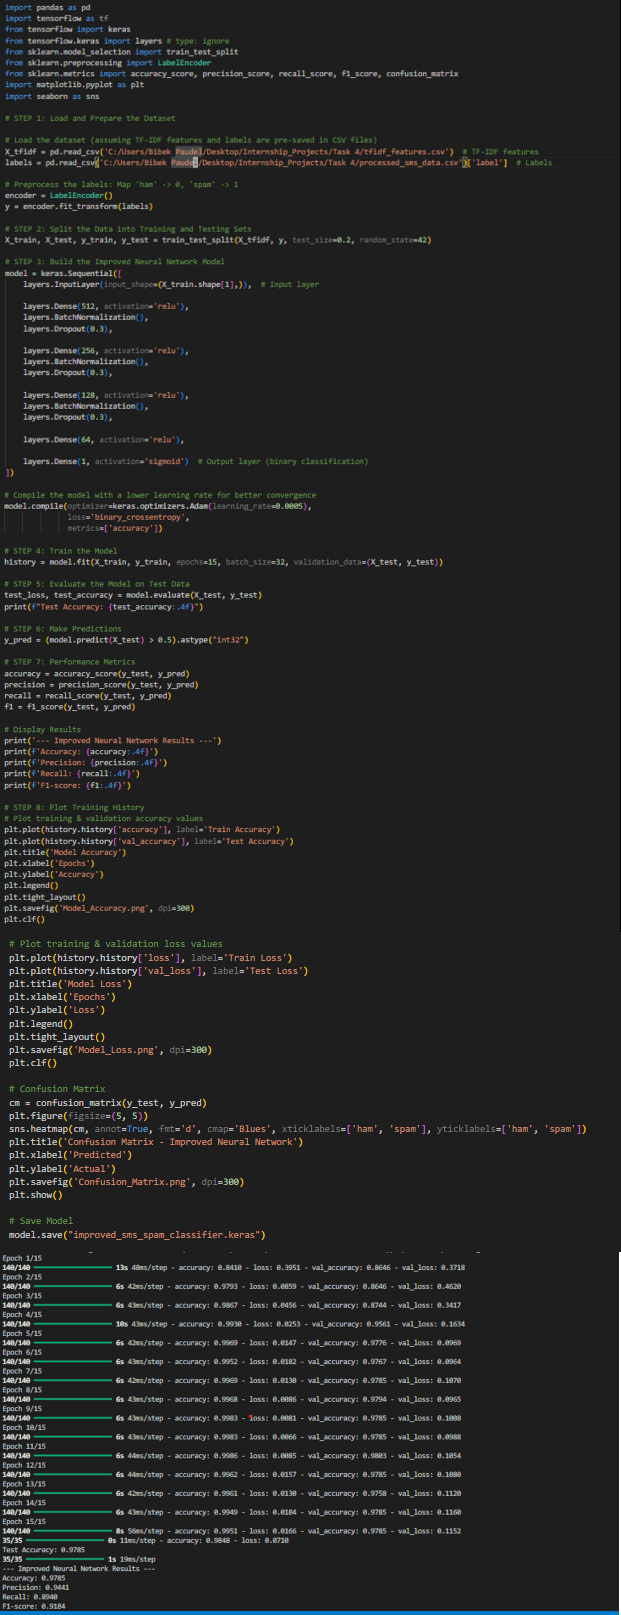 import pandas as pd
import tensorflow as tf
from tensorflow import keras
from tensorflow.keras import layers # type: ignore
from sklearn.model_selection import train_test_split
from sklearn.preprocessing import LabelEncoder
from sklearn.metrics import accuracy_score, precision_score, recall_score, f1_score, confusion_matrix
import matplotlib.pyplot as plt
import seaborn as sns
# STEP 1: Load and Prepare the Dataset
# Load the dataset (assuming TF-IDF features and labels are pre-saved in CSV files)
X_tfidf = pd.read_csv('C:/Users/Bibek Paudel/Desktop/Internship_Projects/Task 4/tfidf_features.csv')  # TF-IDF features
labels = pd.read_csv('C:/Users/Bibek Paudel/Desktop/Internship_Projects/Task 4/processed_sms_data.csv')['label']  # Labels
# Preprocess the labels: Map 'ham' -> 0, 'spam' -> 1
encoder = LabelEncoder()
y = encoder.fit_transform(labels)
# STEP 2: Split the Data into Training and Testing Sets
X_train, X_test, y_train, y_test = train_test_split(X_tfidf, y, test_size=0.2, random_state=42)
# STEP 3: Build the Improved Neural Network Model
model = keras.Sequential([
    layers.InputLayer(input_shape=(X_train.shape[1],)),  # Input layer
    layers.Dense(512, activation='relu'),
    layers.BatchNormalization(),
    layers.Dropout(0.3),
    layers.Dense(256, activation='relu'),
    layers.BatchNormalization(),
    layers.Dropout(0.3),
    layers.Dense(128, activation='relu'),
    layers.BatchNormalization(),
    layers.Dropout(0.3),
    layers.Dense(64, activation='relu'),
    layers.Dense(1, activation='sigmoid')  # Output layer (binary classification)
])
# Compile the model with a lower learning rate for better convergence
model.compile(optimizer=keras.optimizers.Adam(learning_rate=0.0005),
              loss='binary_crossentropy',
              metrics=['accuracy'])
# STEP 4: Train the Model
history = model.fit(X_train, y_train, epochs=15, batch_size=32, validation_data=(X_test, y_test))
# STEP 5: Evaluate the Model on Test Data
test_loss, test_accuracy = model.evaluate(X_test, y_test)
print(f"Test Accuracy: {test_accuracy:.4f}")
# STEP 6: Make Predictions
y_pred = (model.predict(X_test) > 0.5).astype("int32")
# STEP 7: Performance Metrics
accuracy = accuracy_score(y_test, y_pred)
precision = precision_score(y_test, y_pred)
recall = recall_score(y_test, y_pred)
f1 = f1_score(y_test, y_pred)
# Display Results
print('--- Improved Neural Network Results ---')
print(f'Accuracy: {accuracy:.4f}')
print(f'Precision: {precision:.4f}')
print(f'Recall: {recall:.4f}')
print(f'F1-score: {f1:.4f}')
# STEP 8: Plot Training History
# Plot training & validation accuracy values
plt.plot(history.history['accuracy'], label='Train Accuracy')
plt.plot(history.history['val_accuracy'], label='Test Accuracy')
plt.title('Model Accuracy')
plt.xlabel('Epochs')
plt.ylabel('Accuracy')
plt.legend()
plt.tight_layout()
plt.savefig('Model_Accuracy.png', dpi=300)
plt.clf()
# Plot training & validation loss values
plt.plot(history.history['loss'], label='Train Loss')
plt.plot(history.history['val_loss'], label='Test Loss')
plt.title('Model Loss')
plt.xlabel('Epochs')
plt.ylabel('Loss')
plt.legend()
plt.tight_layout()
plt.savefig('Model_Loss.png', dpi=300)
plt.clf()
# Confusion Matrix
cm = confusion_matrix(y_test, y_pred)
plt.figure(figsize=(5, 5))
sns.heatmap(cm, annot=True, fmt='d', cmap='Blues', xticklabels=['ham', 'spam'], yticklabels=['ham', 'spam'])
plt.title('Confusion Matrix - Improved Neural Network')
plt.xlabel('Predicted')
plt.ylabel('Actual')
plt.savefig('Confusion_Matrix.png', dpi=300)
plt.show()
# Save Model
model.save("improved_sms_spam_classifier.keras")
Epoch 1/15
140/140 13s 48ms/step - accuracy: 0.8410 - loss: 0.3951 - val_accuracy: 0.8646 - val_loss: 0.3718
Epoch 2/15
140/140 6s 42ms/step - accuracy: 0.9793 - loss: 0.0859 - val_accuracy: 0.8646 - val_loss: 0.4620
Epoch 3/15
140/140 6s 43ms/step - accuracy: 0.9867 - loss: 0.0456 - val_accuracy: 0.8744 - val_loss: 0.3417
Epoch 4/15
140/140 10s 43ms/step - accuracy: 0.9930 - loss: 0.0253 - val_accuracy: 0.9561 - val_loss: 0.1634
Epoch 5/15
140/140 6s 42ms/step - accuracy: 0.9969 - loss: 0.0147 - val_accuracy: 0.9776 - val_loss: 0.0969
Epoch 6/15
140/140 6s 43ms/step - accuracy: 0.9952 - loss: 0.0182 - val_accuracy: 0.9767 - val_loss: 0.0964
Epoch 7/15
140/140 6s 42ms/step - accuracy: 0.9969 - loss: 0.0130 - val_accuracy: 0.9785 - val_loss: 0.1070
Epoch 8/15
140/140 6s 43ms/step - accuracy: 0.9968 - loss: 0.0086 - val_accuracy: 0.9794 - val_loss: 0.0965
Epoch 9/15
140/140 6s 43ms/step - accuracy: 0.9983 - loss: 0.0081 - val_accuracy: 0.9785 - val_loss: 0.1008
Epoch 10/15
140/140 6s 43ms/step - accuracy: 0.9983 - loss: 0.0066 - val_accuracy: 0.9785 - val_loss: 0.0988
Epoch 11/15
140/140 6s 44ms/step - accuracy: 0.9986 - loss: 0.0085 - val_accuracy: 0.9803 - val_loss: 0.1054
Epoch 12/15
140/140 6s 44ms/step - accuracy: 0.9962 - loss: 0.0157 - val_accuracy: 0.9785 - val_loss: 0.1080
Epoch 13/15
140/140 6s 42ms/step - accuracy: 0.9961 - loss: 0.0130 - val_accuracy: 0.9758 - val_loss: 0.1120
Epoch 14/15
140/140 6s 43ms/step - accuracy: 0.9949 - loss: 0.0184 - val_accuracy: 0.9785 - val_loss: 0.1160
Epoch 15/15
140/140 8s 56ms/step - accuracy: 0.9951 - loss: 0.0166 - val_accuracy: 0.9785 - val_loss: 0.1152
35/35 0s 11ms/step - accuracy: 0.9848 - loss: 0.0710
Test Accuracy: 0.9785
35/35 1s 19ms/step
--- Improved Neural Network Results ---
Accuracy: 0.9785
Precision: 0.9441
Recall: 0.8940
F1-score: 0.9184